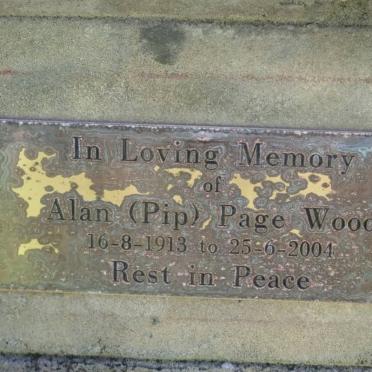 In Loving Memory
of
Alan (Pip) Page Wood
16-8-1913 to 25-6-2004
Rest in Peace